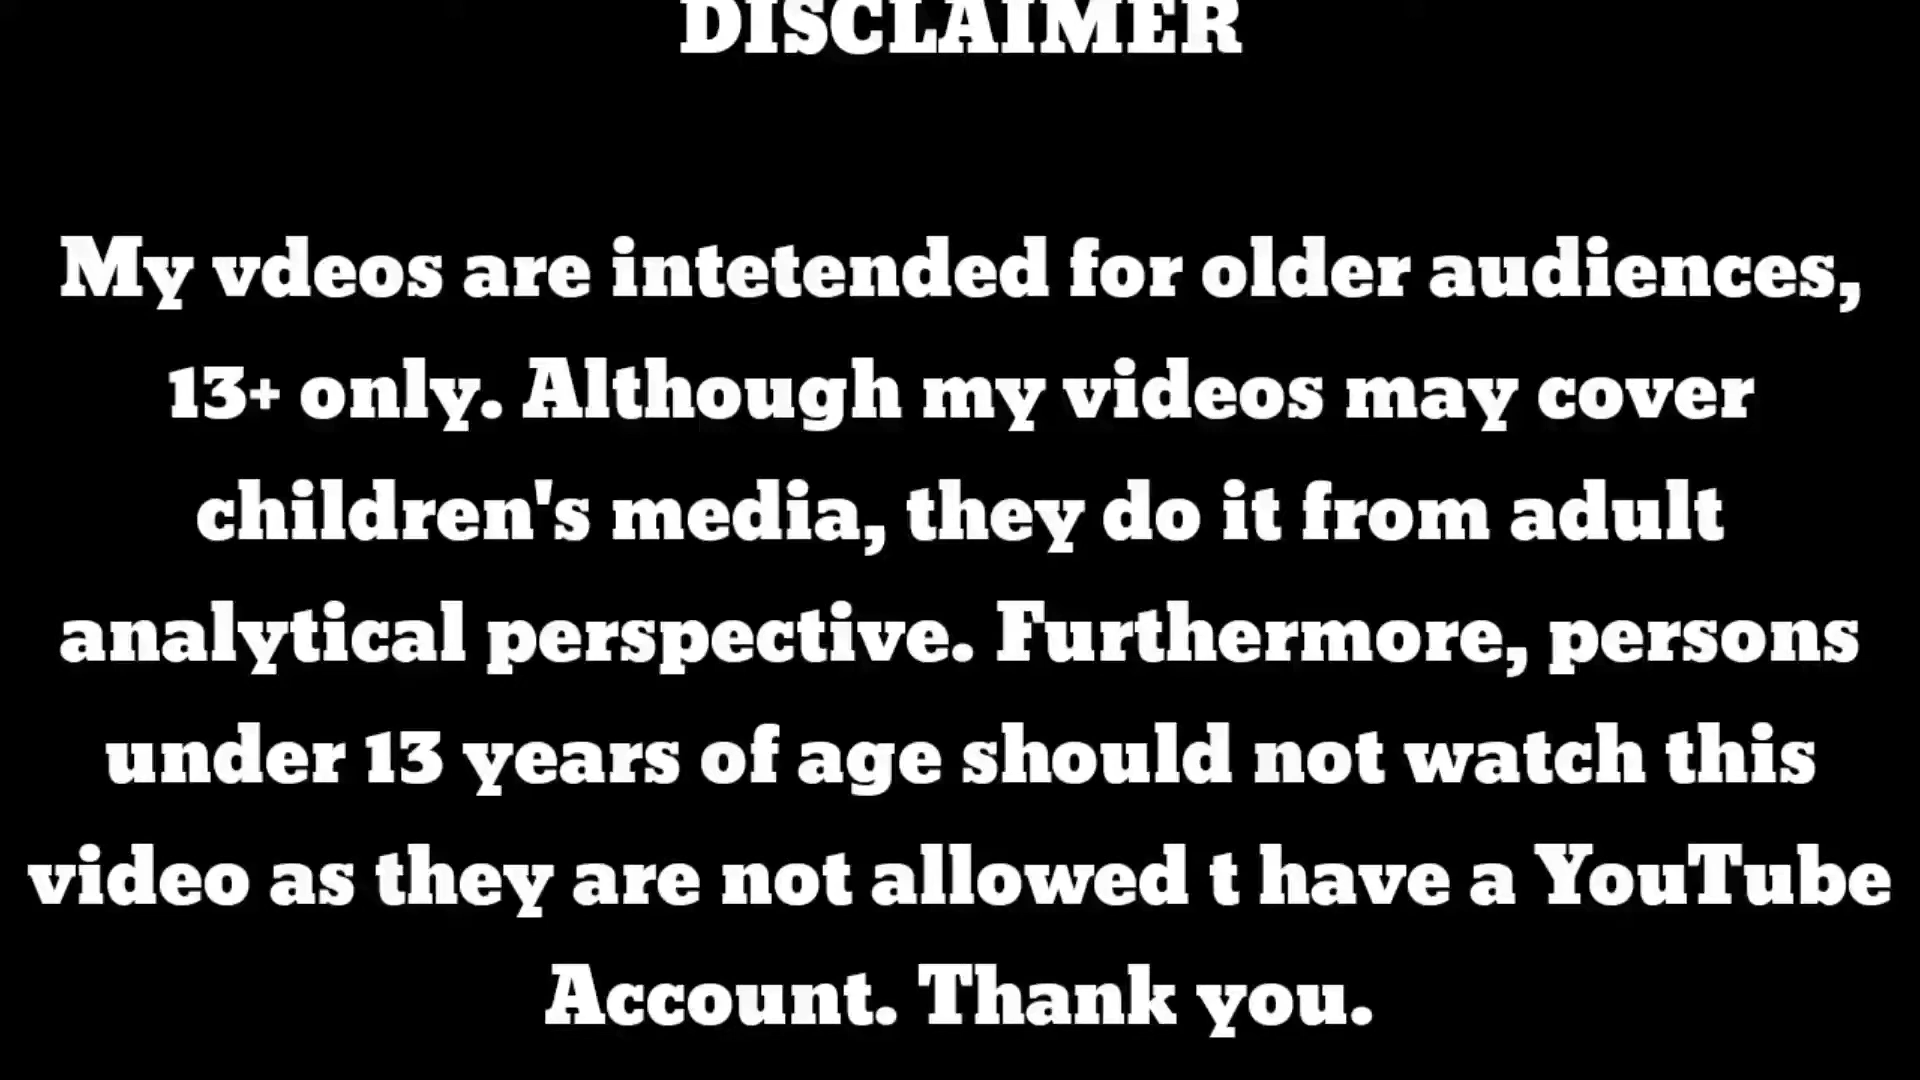 DISCLAIMER
My vdeos are intetended for older audiences,
13+ only. Although my videos may cover
children's media, they do it from adult
analytical perspective. Furthermore, persons
under 13 years of age should not watch this
video as they are not allowed t have a YouTube
Account. Thank you.